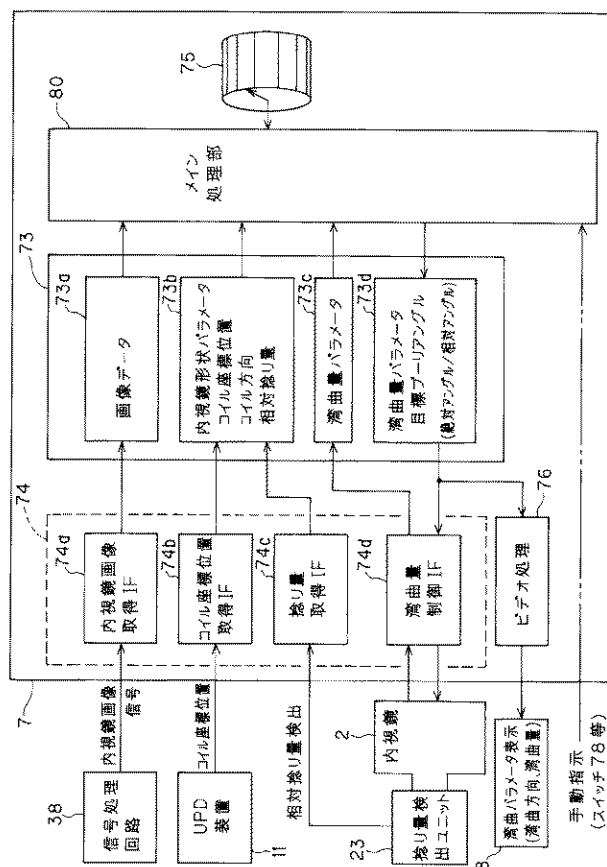 7
38
信号処理
回路
内視鏡画像
信号
74
74a
内視鏡画像
取得IF
73
73a
画像データ
80
メイン
処理部
75
11
UPD
装置
コイル座標位置
74b
コイル座標位置
取得IF
73b
内視鏡形状パラメータ
コイル座標位置
コイル方向
相対捻り量
相対捻り量検出
74c
捻り量
取得IF
73c
湾曲量パラメータ
23
捻り量検
出ユニット
2
内視鏡
74d
湾曲量
制御IF
73d
湾曲量パラメータ
目標プーリアングル
(絶対アングル/相対アングル)
8
湾曲パラメータ表示
(湾曲方向、湾曲量)
76
ビデオ処理
手動指示
(スイッチ78等)